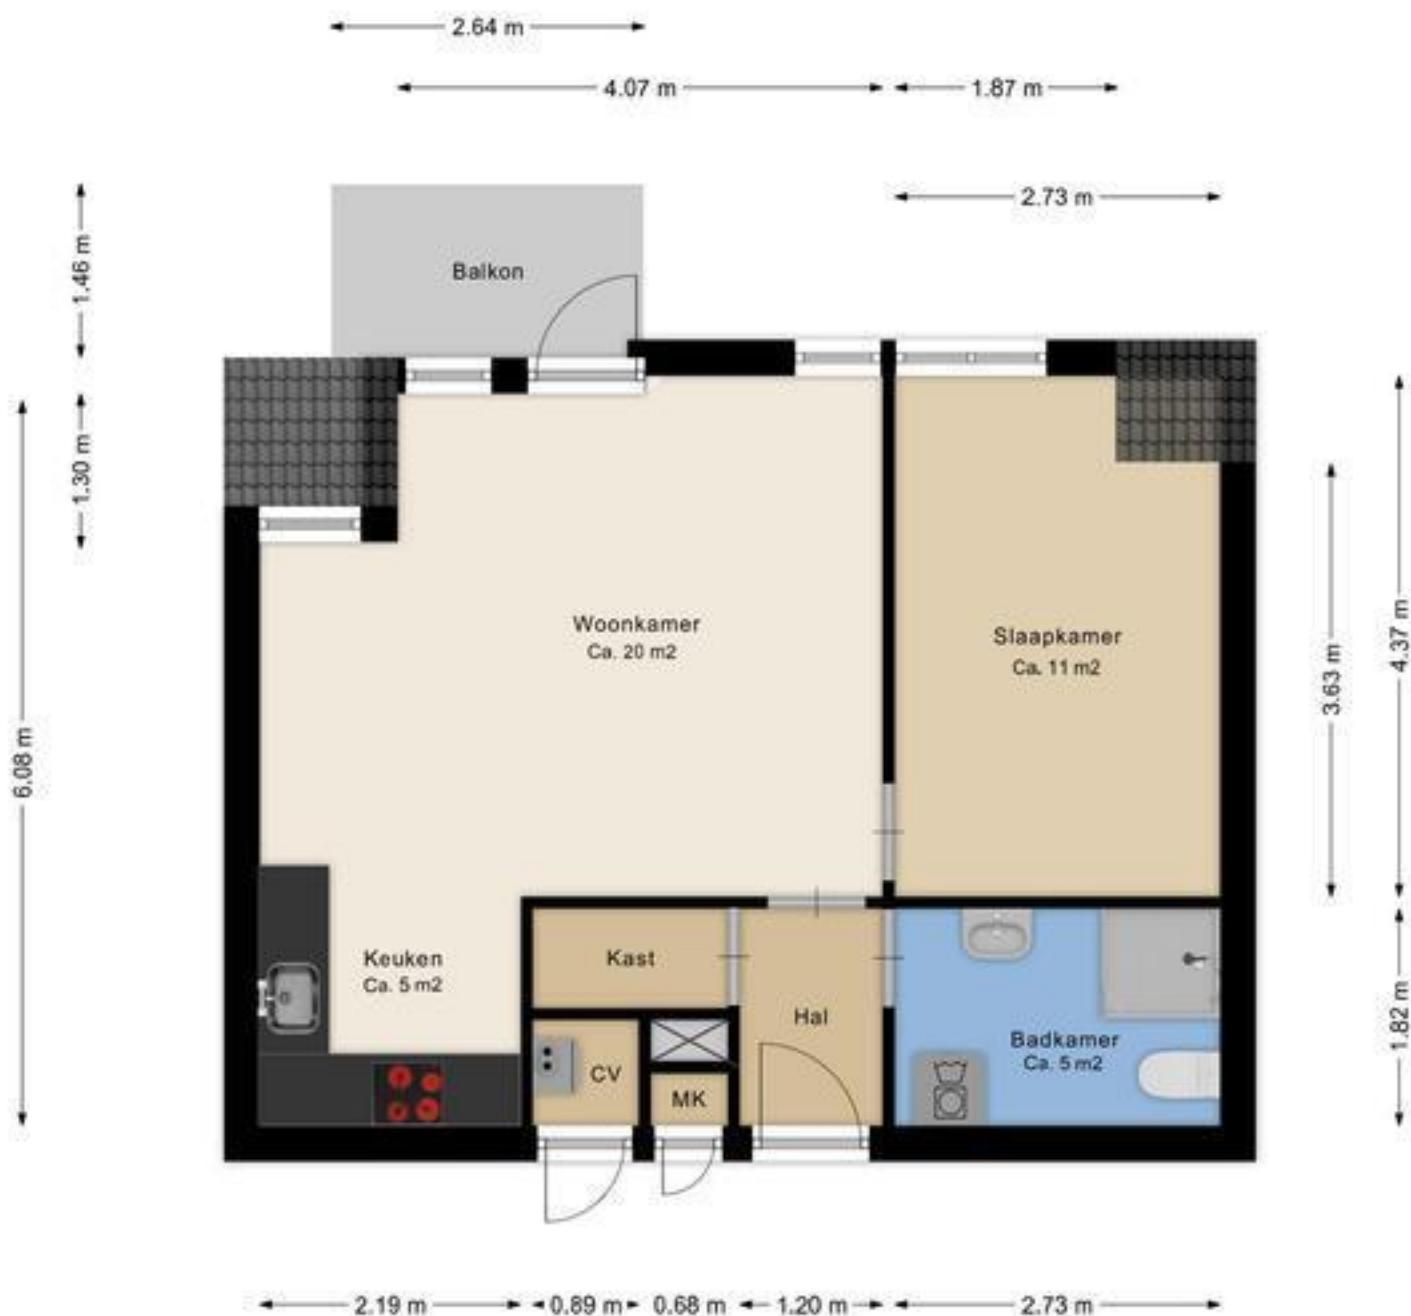 2.64 m
4.07 m
1.87 m
2.73 m
1.46 m
Balkon
1.30 m
6.08 m
Woonkamer
Ca. 20 m2
Slaapkamer
Ca. 11 m2
3.63 m
4.37 m
Keuken
Ca. 5 m2
Kast
Hal
CV
MK
Badkamer
Ca. 5 m2
1.82 m
2.19 m
0.89 m
0.68 m
1.20 m
2.73 m